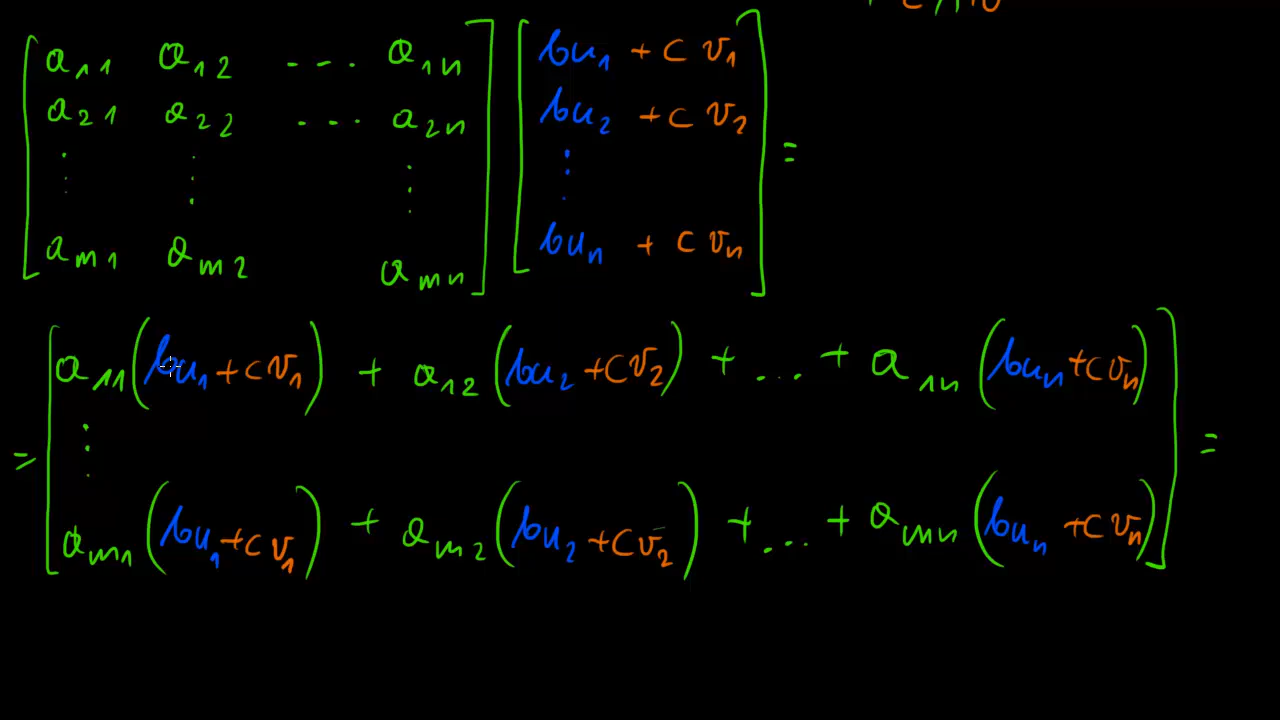 a₁₁ a₁₂ ... a₁ₙ bu₁ + c v₁
a₂₁ a₂₂ ... a₂ₙ bu₂ + c v₂
⋮ ⋮ ⋮ ⋮ =
aₘ₁ aₘ₂ aₘₙ buₙ + c vₙ
a₁₁(bu₁ + cv₁) + a₁₂(bu₂ + cv₂) + ... + a₁ₙ(buₙ + cvₙ)
= ⋮ =
aₘ₁(bu₁ + cv₁) + aₘ₂(bu₂ + cv₂) + ... + aₘₙ(buₙ + cvₙ)